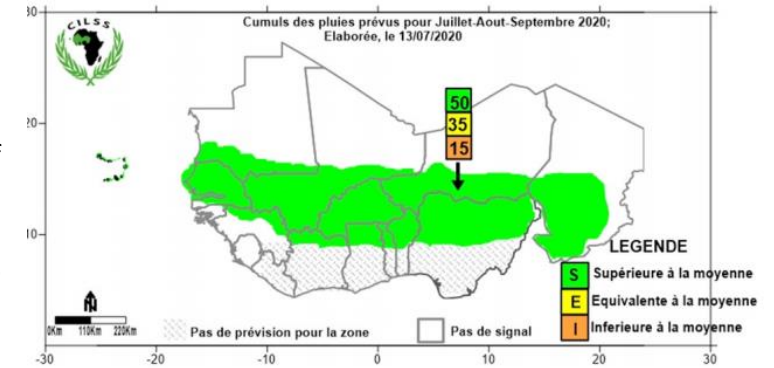 CILSS
Cumuls des pluies prévus pour Juillet-Aout-Septembre 2020;
Elaborée, le 13/07/2020
30
20
10
50
35
15
LEGENDE
S Supérieure à la moyenne
E Equivalente à la moyenne
I Inferieure à la moyenne
N
0Km 110Km 220Km
Pas de prévision pour la zone
Pas de signal
-30 -20 -10 0 10 20 30